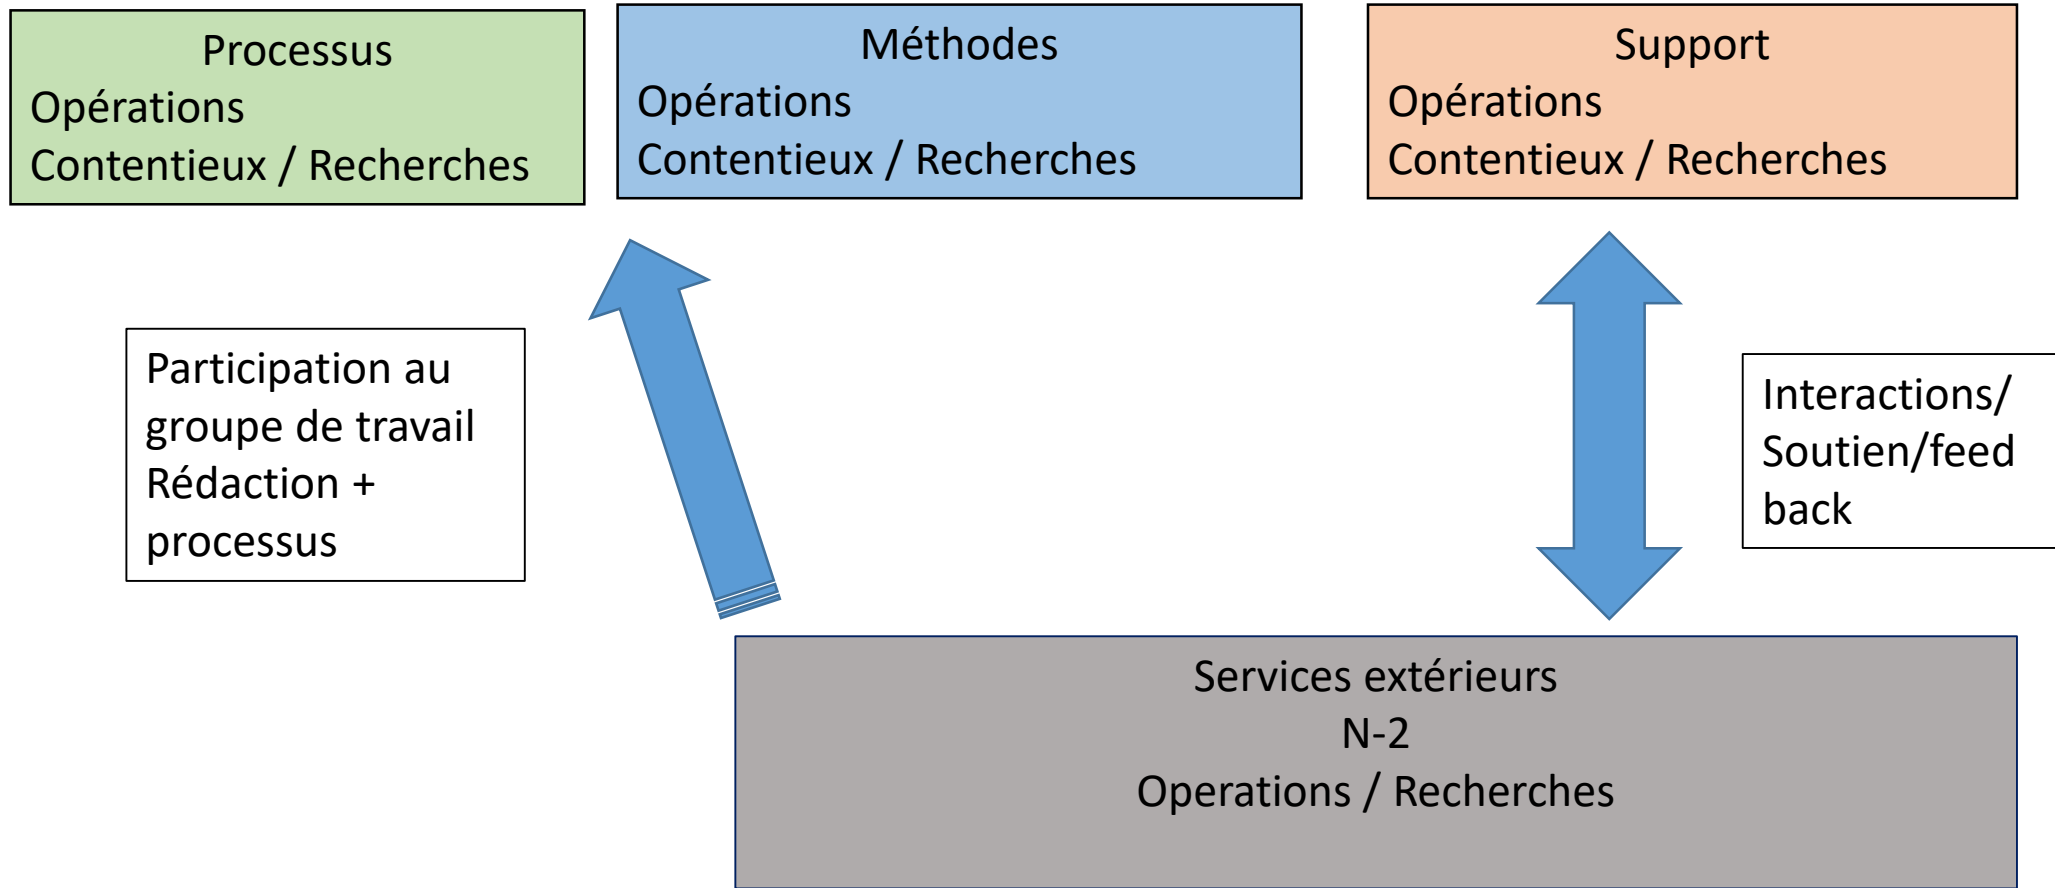 Processus
Opérations
Contentieux / Recherches
Méthodes
Opérations
Contentieux / Recherches
Support
Opérations
Contentieux / Recherches
Participation au
groupe de travail
Rédaction +
processus
Interactions/
Soutien/feed
back
Services extérieurs
N-2
Operations / Recherches